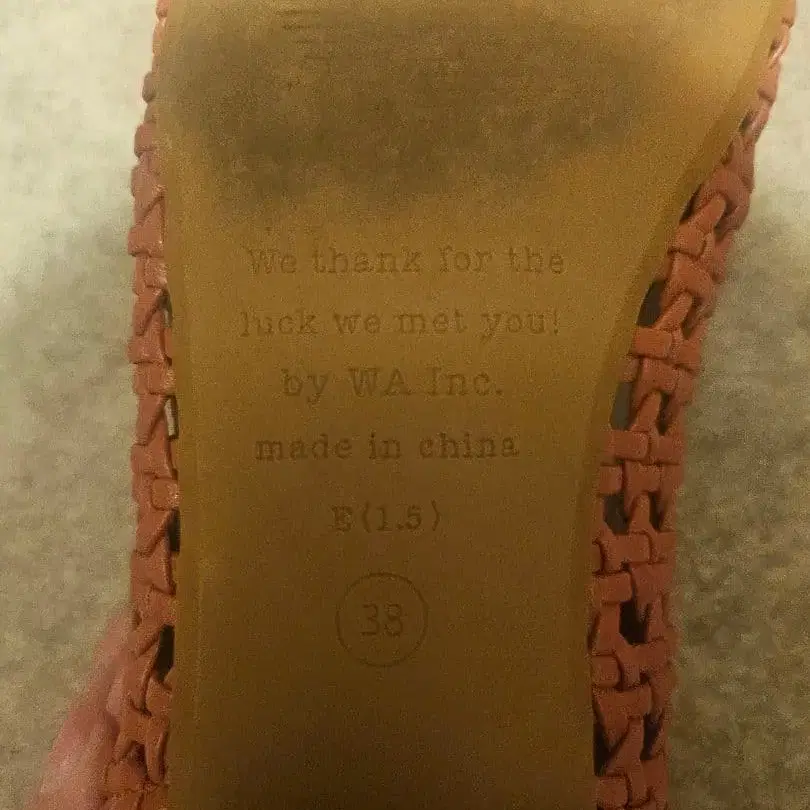 We thank for the
luck we met you!
by WA Inc.
made in china
E(1.5)
38